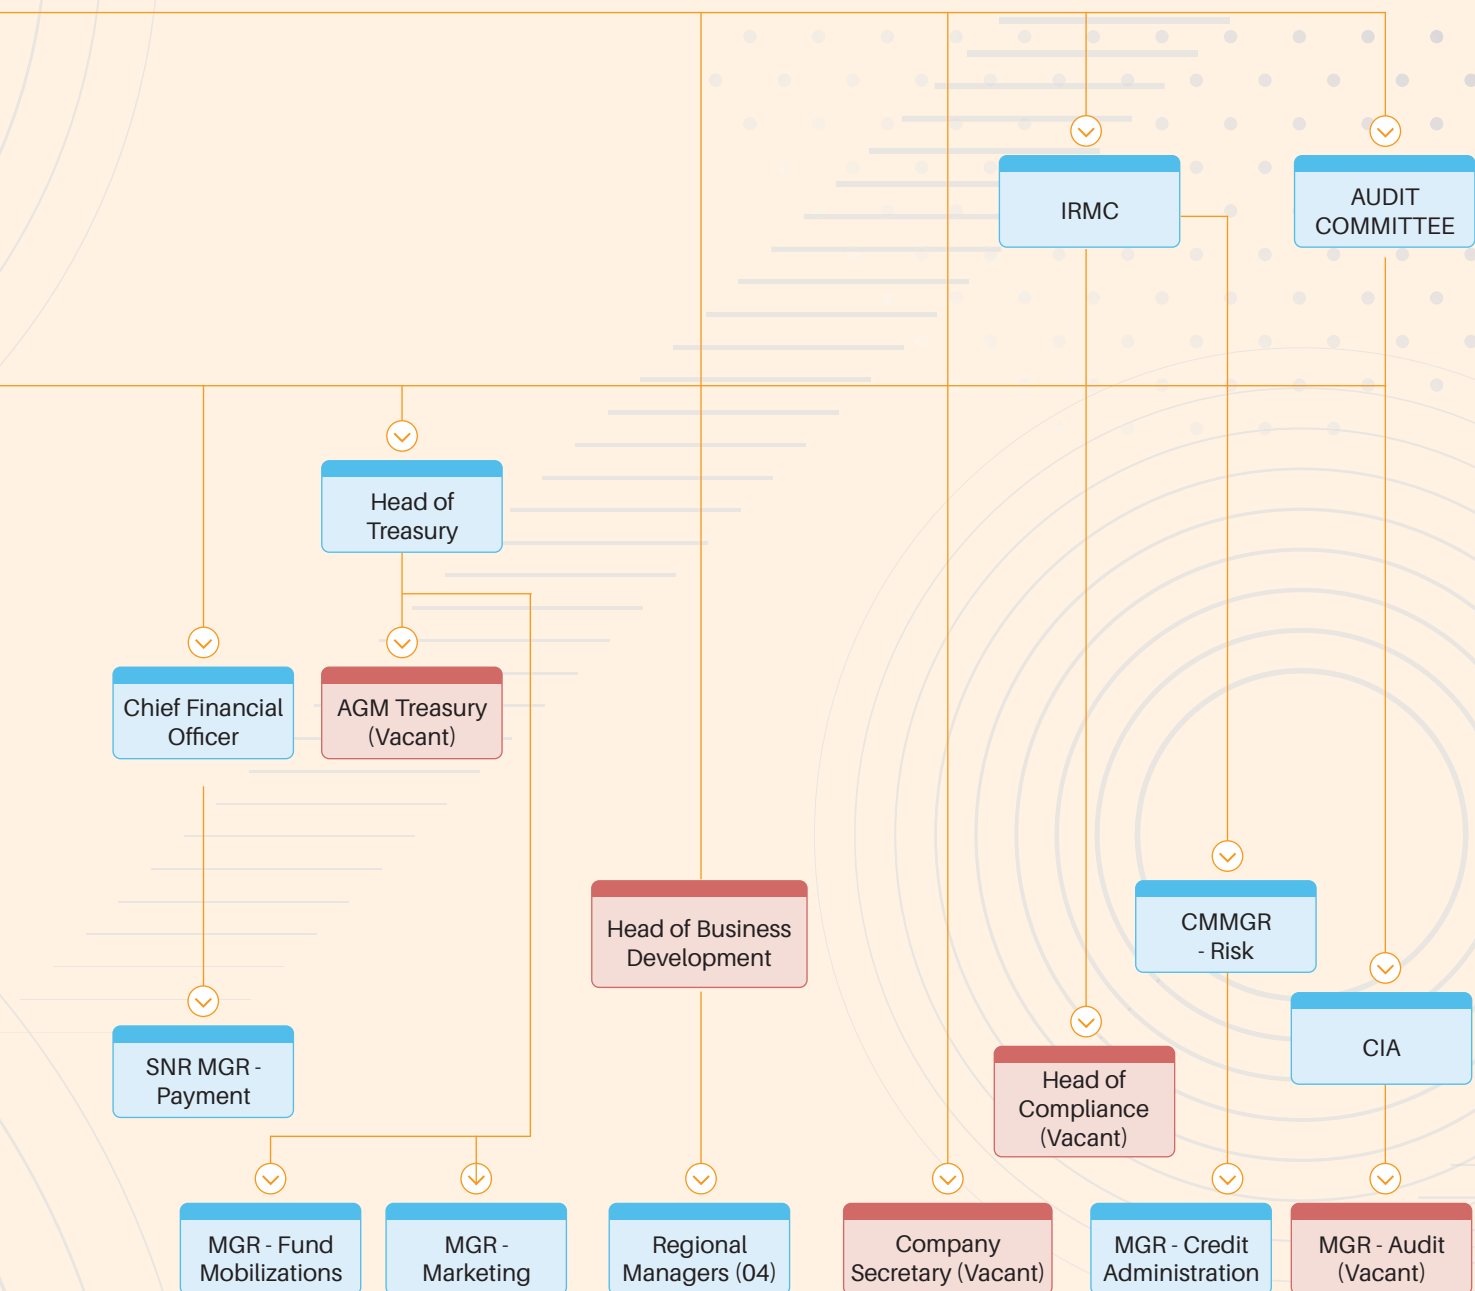 IRMC
AUDIT
COMMITTEE
Head of
Treasury
Chief Financial
Officer
AGM Treasury
(Vacant)
Head of Business
Development
CMMGR
- Risk
CIA
SNR MGR -
Payment
Head of
Compliance
(Vacant)
MGR - Fund
Mobilizations
MGR -
Marketing
Regional
Managers (04)
Company
Secretary (Vacant)
MGR - Credit
Administration
MGR - Audit
(Vacant)